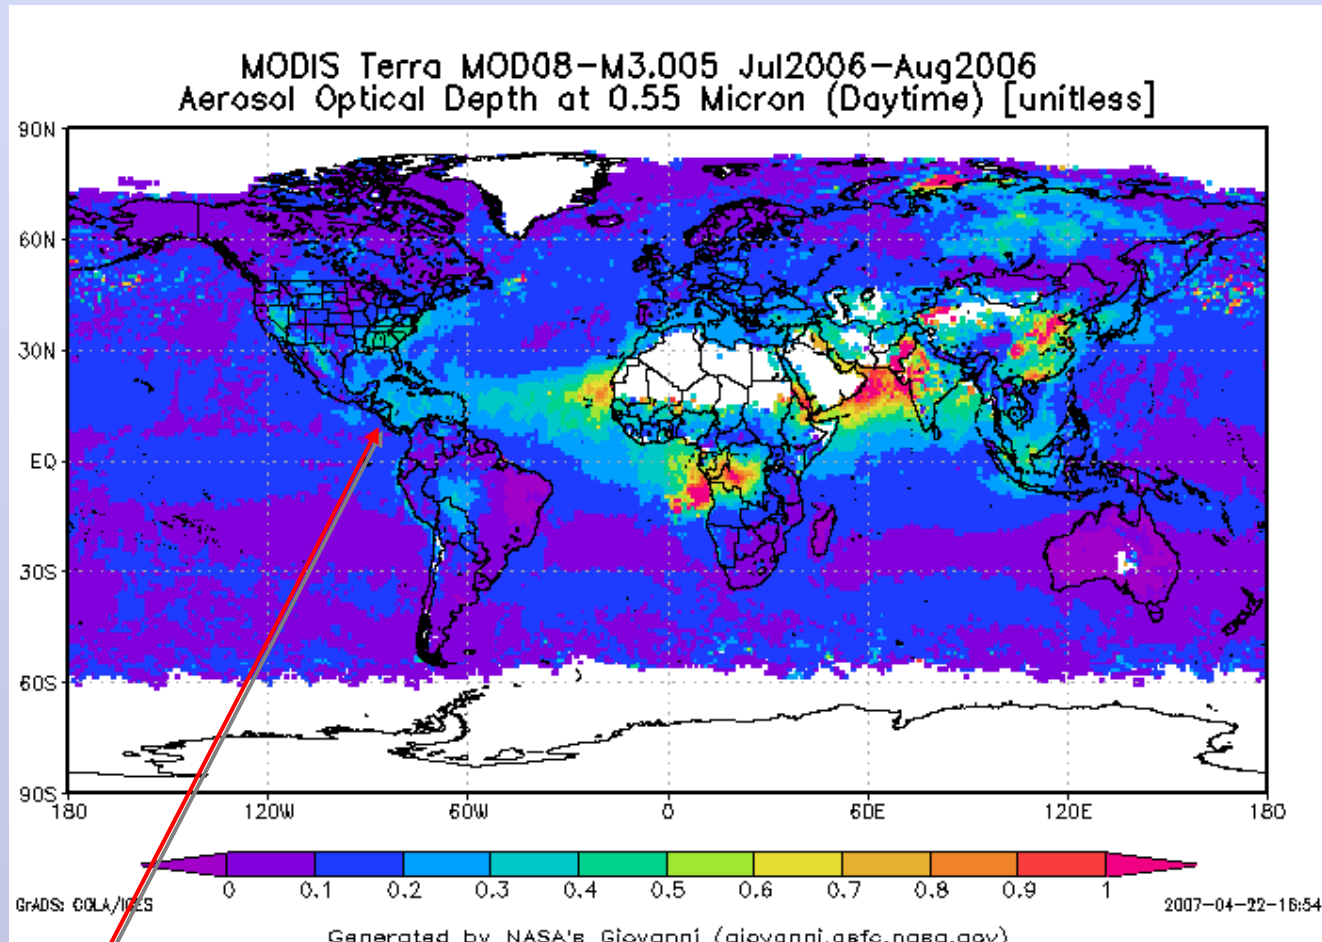 MODIS Terra MOD08-M3.005 Jul2006-Aug2006
Aerosol Optical Depth at 0.55 Micron (Daytime) [unitless]
90N
60N
30N
EQ
30S
60S
90S
180 120W 60W 0 60E 120E 180
0 0.1 0.2 0.3 0.4 0.5 0.6 0.7 0.8 0.9 1
GrADS: COLA/IGES 2007-04-22-16:54
Generated by NASA's Giovanni (giovanni.gsfc.nasa.gov)